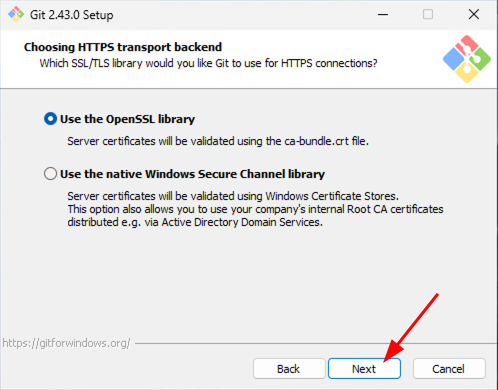 Git 2.43.0 Setup
Choosing HTTPS transport backend
Which SSL/TLS library would you like Git to use for HTTPS connections?
Use the OpenSSL library
Server certificates will be validated using the ca-bundle.crt file.
Use the native Windows Secure Channel library
Server certificates will be validated using Windows Certificate Stores.
This option also allows you to use your company's internal Root CA certificates
distributed e.g. via Active Directory Domain Services.
https://gitforwindows.org/
Back
Next
Cancel